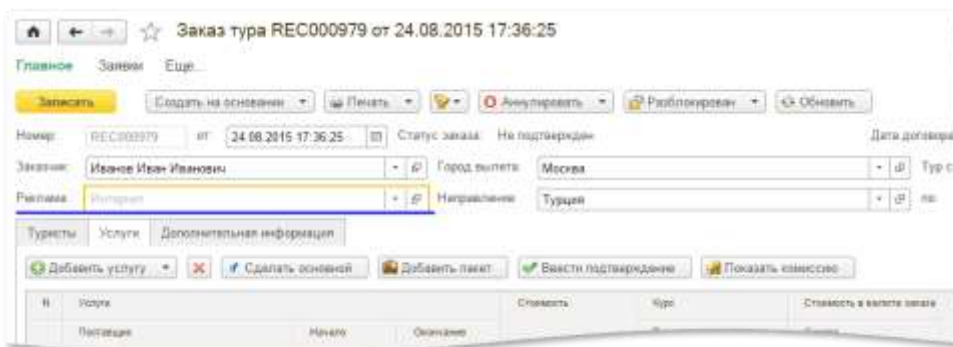 Заказ тура REC000979 от 24.08.2015 17:36:25
Главное Заявки Еще...
Записать Создать на основании Печать Аннулировать Разблокирован Обновить
Номер: REC000979 от: 24.08.2015 17:36:25 Статус заказа: Не подтвержден Дата договора
Заказчик: Иванов Иван Иванович Город вылета: Москва Тур с
Реклама: Интернет Направление: Турция по:
Туристы Услуги Дополнительная информация
Добавить услугу Сделать основной Добавить пакет Ввести подтверждение Показать комиссию
N Услуга Стоимость Курс Стоимость в валюте заказа
Поставщик Начало Окончание